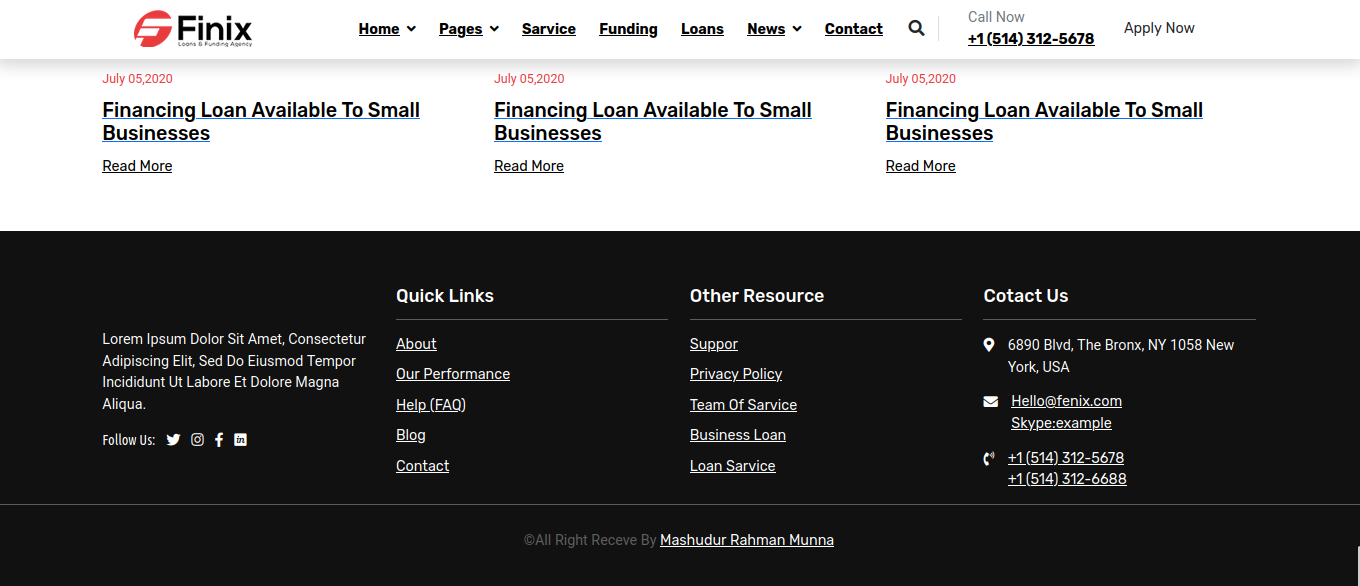 Finix
Loans & Funding Agency
Home
Pages
Sarvice
Funding
Loans
News
Contact
Call Now
+1 (514) 312-5678
Apply Now
July 05,2020
Financing Loan Available To Small
Businesses
Read More
July 05,2020
Financing Loan Available To Small
Businesses
Read More
July 05,2020
Financing Loan Available To Small
Businesses
Read More
Lorem Ipsum Dolor Sit Amet, Consectetur
Adipiscing Elit, Sed Do Eiusmod Tempor
Incididunt Ut Labore Et Dolore Magna
Aliqua.
Follow Us:
Quick Links
About
Our Performance
Help (FAQ)
Blog
Contact
Other Resource
Suppor
Privacy Policy
Team Of Sarvice
Business Loan
Loan Sarvice
Cotact Us
6890 Blvd, The Bronx, NY 1058 New
York, USA
Hello@fenix.com
Skype:example
+1 (514) 312-5678
+1 (514) 312-6688
©All Right Receve By Mashudur Rahman Munna